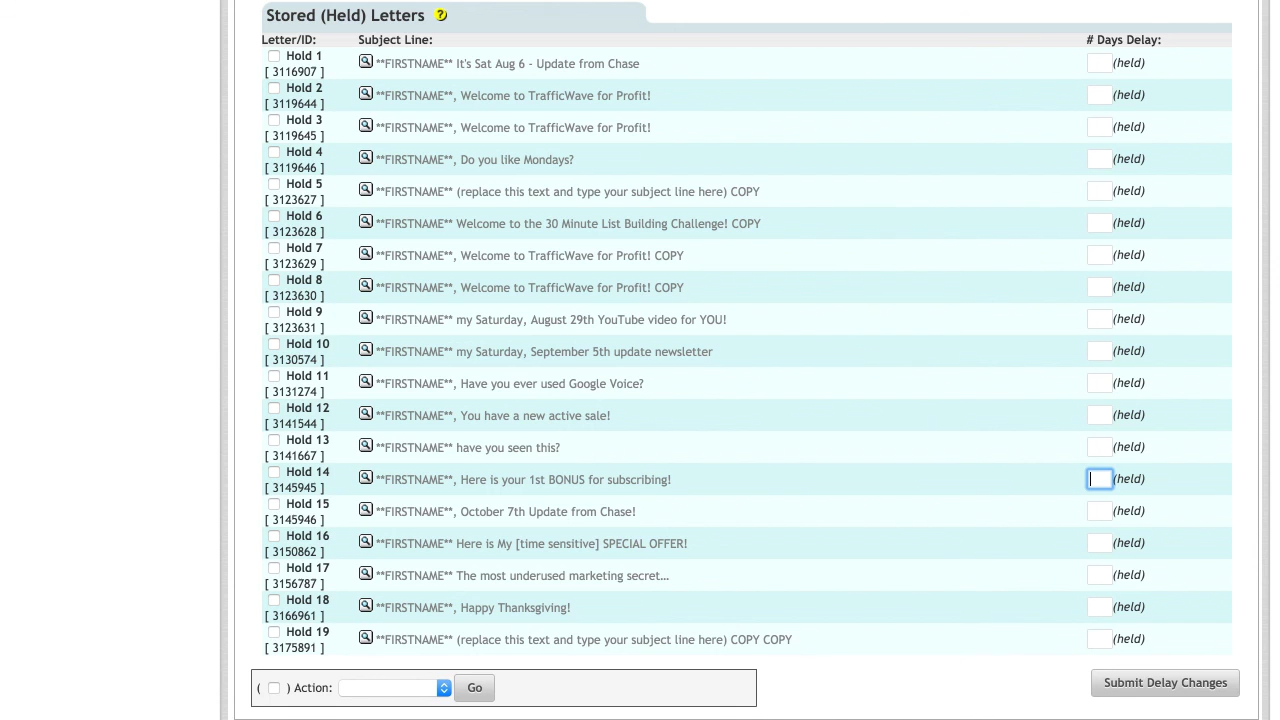 Stored (Held) Letters ?
Letter/ID: Subject Line: # Days Delay:
Hold 1
[ 3116907 ] **FIRSTNAME** It's Sat Aug 6 - Update from Chase (held)
Hold 2
[ 3119644 ] **FIRSTNAME**, Welcome to TrafficWave for Profit! (held)
Hold 3
[ 3119645 ] **FIRSTNAME**, Welcome to TrafficWave for Profit! (held)
Hold 4
[ 3119646 ] **FIRSTNAME**, Do you like Mondays? (held)
Hold 5
[ 3123627 ] **FIRSTNAME** (replace this text and type your subject line here) COPY (held)
Hold 6
[ 3123628 ] **FIRSTNAME** Welcome to the 30 Minute List Building Challenge! COPY (held)
Hold 7
[ 3123629 ] **FIRSTNAME**, Welcome to TrafficWave for Profit! COPY (held)
Hold 8
[ 3123630 ] **FIRSTNAME**, Welcome to TrafficWave for Profit! COPY (held)
Hold 9
[ 3123631 ] **FIRSTNAME** my Saturday, August 29th YouTube video for YOU! (held)
Hold 10
[ 3130574 ] **FIRSTNAME** my Saturday, September 5th update newsletter (held)
Hold 11
[ 3131274 ] **FIRSTNAME**, Have you ever used Google Voice? (held)
Hold 12
[ 3141544 ] **FIRSTNAME**, You have a new active sale! (held)
Hold 13
[ 3141667 ] **FIRSTNAME** have you seen this? (held)
Hold 14
[ 3145945 ] **FIRSTNAME**, Here is your 1st BONUS for subscribing! (held)
Hold 15
[ 3145946 ] **FIRSTNAME**, October 7th Update from Chase! (held)
Hold 16
[ 3150862 ] **FIRSTNAME** Here is My [time sensitive] SPECIAL OFFER! (held)
Hold 17
[ 3156787 ] **FIRSTNAME** The most underused marketing secret... (held)
Hold 18
[ 3166961 ] **FIRSTNAME**, Happy Thanksgiving! (held)
Hold 19
[ 3175891 ] **FIRSTNAME** (replace this text and type your subject line here) COPY COPY (held)
( ) Action: Go Submit Delay Changes